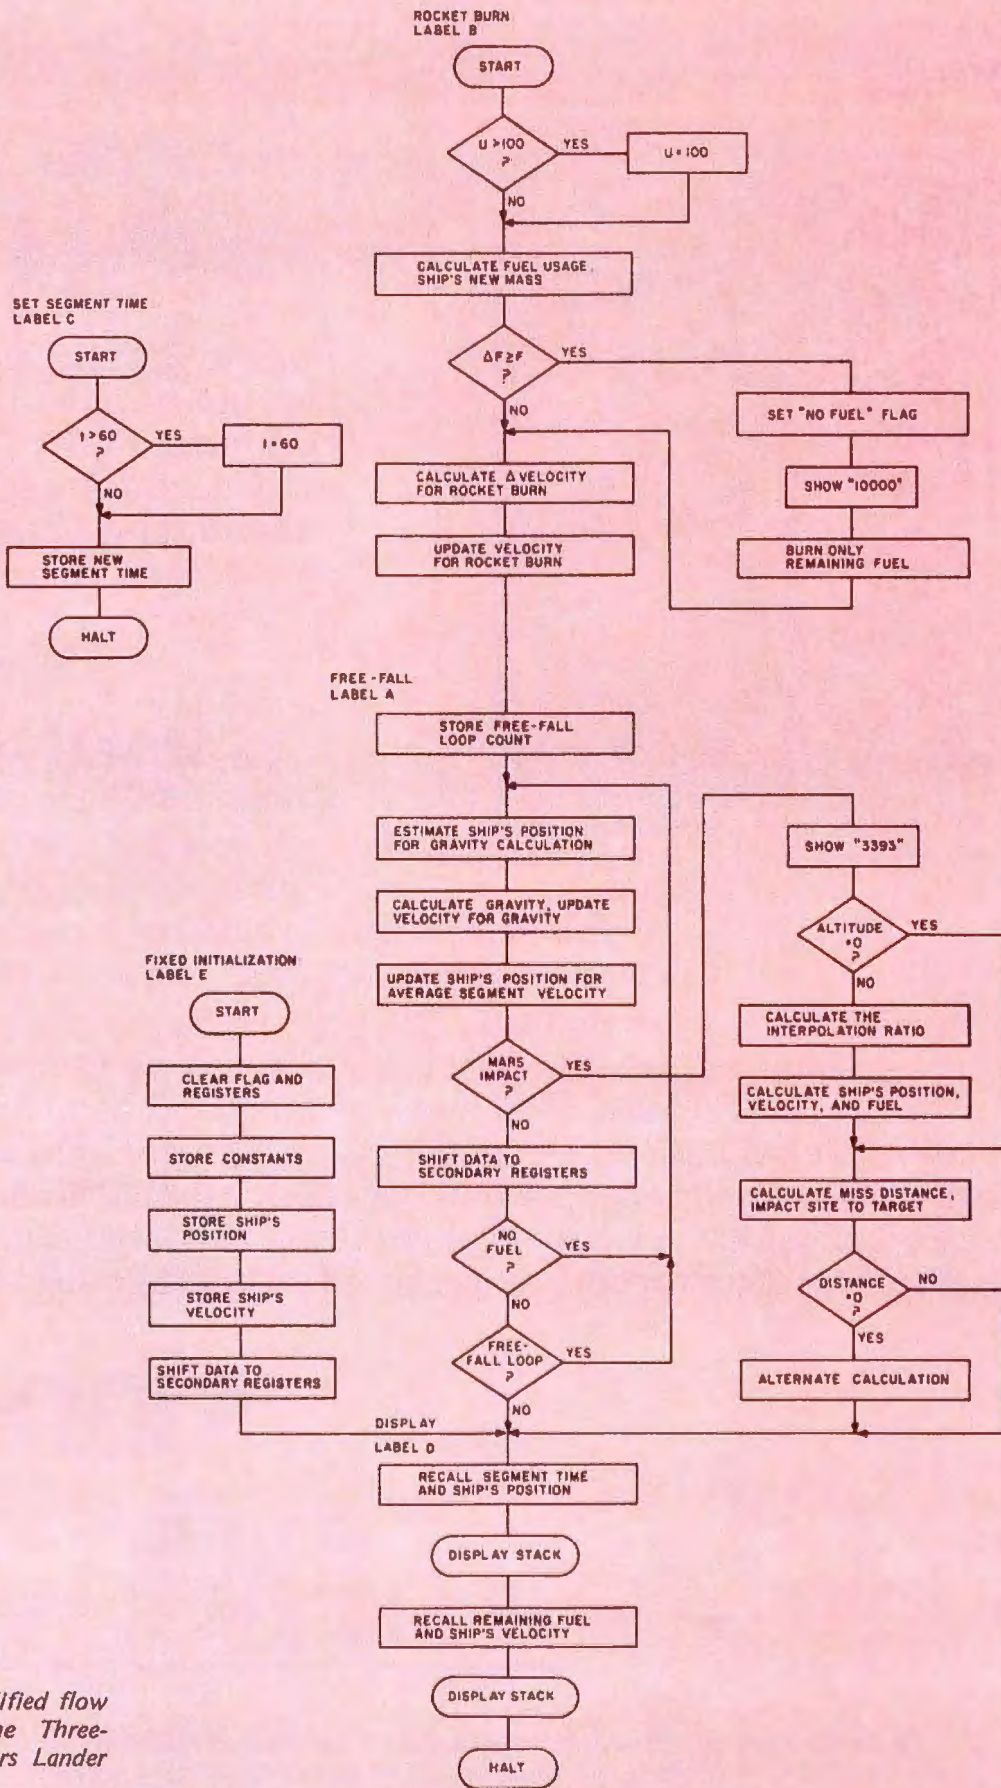 ROCKET BURN
LABEL B
START
U>100
?
YES
U=100
NO
CALCULATE FUEL USAGE,
SHIP'S NEW MASS
ΔF≥F
?
YES
NO
SET "NO FUEL" FLAG
SHOW "10000"
BURN ONLY
REMAINING FUEL
CALCULATE Δ VELOCITY
FOR ROCKET BURN
UPDATE VELOCITY
FOR ROCKET BURN
SET SEGMENT TIME
LABEL C
START
t>60
?
YES
t=60
NO
STORE NEW
SEGMENT TIME
HALT
FREE-FALL
LABEL A
STORE FREE-FALL
LOOP COUNT
ESTIMATE SHIP'S POSITION
FOR GRAVITY CALCULATION
CALCULATE GRAVITY, UPDATE
VELOCITY FOR GRAVITY
UPDATE SHIP'S POSITION FOR
AVERAGE SEGMENT VELOCITY
MARS
IMPACT
?
YES
NO
SHIFT DATA TO
SECONDARY REGISTERS
NO
FUEL
?
YES
NO
FREE-
FALL LOOP
?
YES
NO
SHOW "3393"
ALTITUDE
=0
?
YES
NO
CALCULATE THE
INTERPOLATION RATIO
CALCULATE SHIP'S POSITION,
VELOCITY, AND FUEL
CALCULATE MISS DISTANCE,
IMPACT SITE TO TARGET
DISTANCE
=0
?
NO
YES
ALTERNATE CALCULATION
FIXED INITIALIZATION
LABEL E
START
CLEAR FLAG AND
REGISTERS
STORE CONSTANTS
STORE SHIP'S
POSITION
STORE SHIP'S
VELOCITY
SHIFT DATA TO
SECONDARY REGISTERS
DISPLAY
LABEL D
RECALL SEGMENT TIME
AND SHIP'S POSITION
DISPLAY STACK
RECALL REMAINING FUEL
AND SHIP'S VELOCITY
DISPLAY STACK
HALT
ified flow
ne Three-
rs Lander